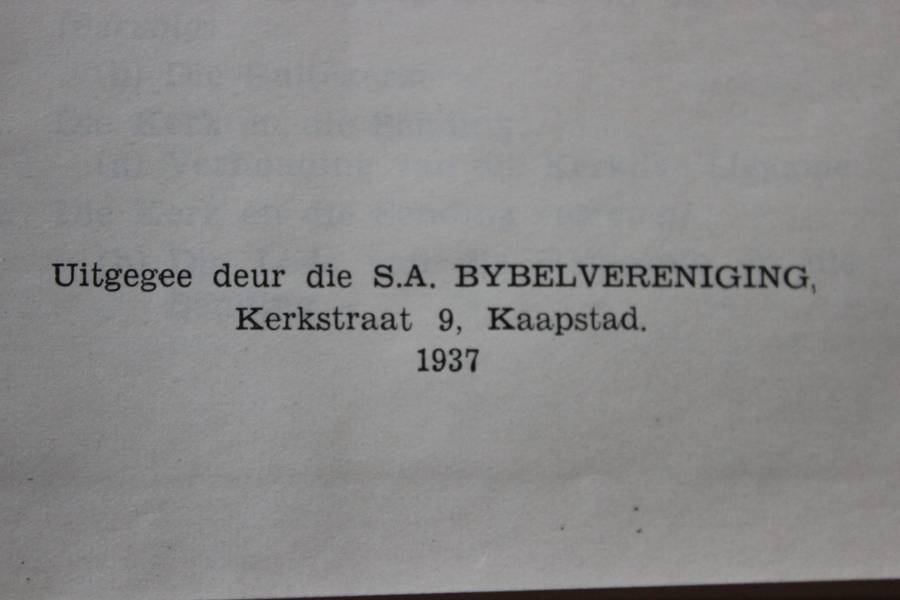 Uitgegee deur die S.A. BYBELVERENIGING,
Kerkstraat 9, Kaapstad.
1937